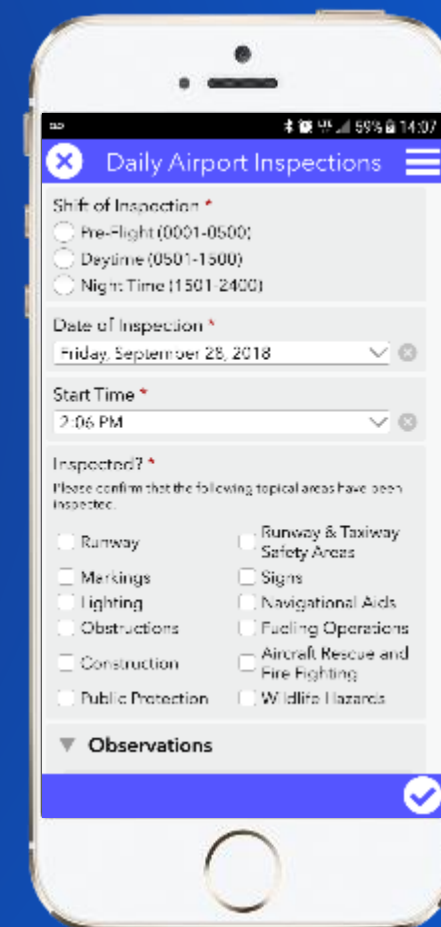 59% 14:07
Daily Airport Inspections
Shift of Inspection *
Pre-Flight (0001-0500)
Daytime (0501-1500)
Night Time (1501-2400)
Date of Inspection *
Friday, September 28, 2018
Start Time *
2:06 PM
Inspected? *
Please confirm that the following topical areas have been
inspected.
Runway
Runway & Taxiway
Safety Areas
Markings
Signs
Lighting
Navigational Aids
Obstructions
Fueling Operations
Construction
Aircraft Rescue and
Fire Fighting
Public Protection
Wildlife Hazards
Observations